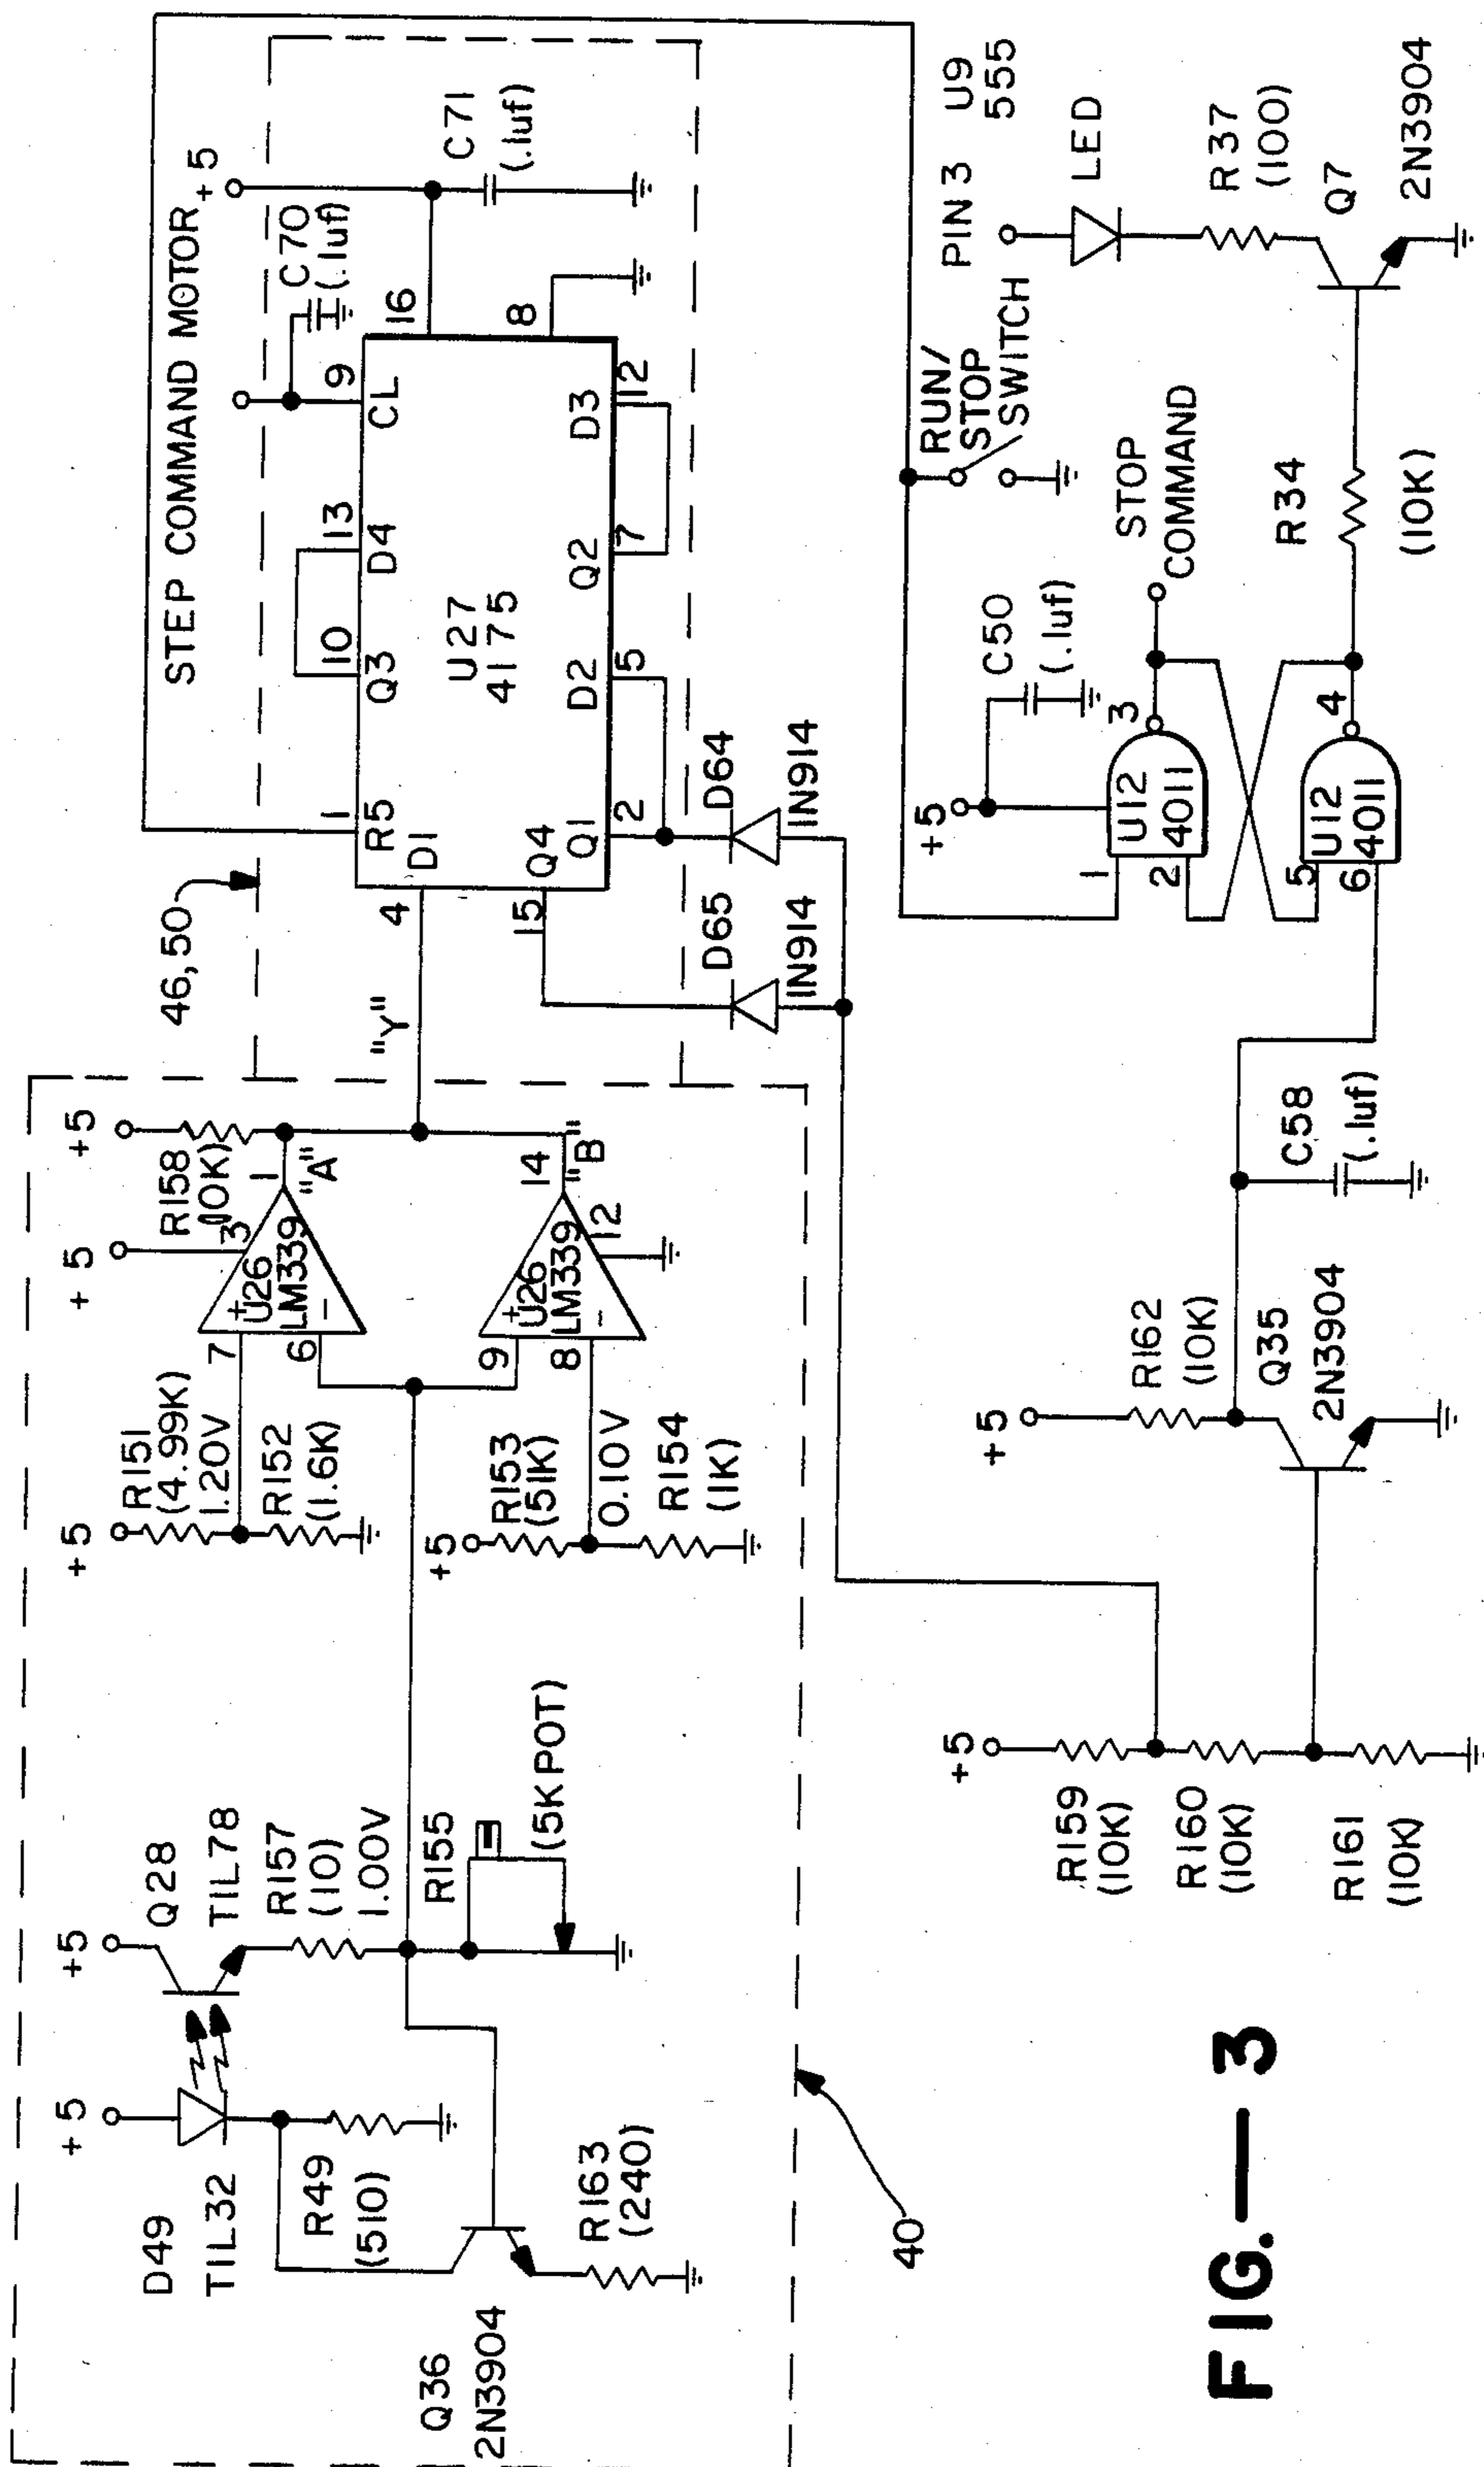 STEP COMMAND MOTOR
+5
C70
(.1uf)
C71
(.1uf)
46,50
1
R5
10
Q3
13
D4
9
CL
16
8
4
D1
U27
4175
15
Q4
2
Q1
5
D2
7
Q2
12
D3
"Y"
D65
IN914
D64
IN914
+5
R158
(10K)
+5
3
1
"A"
7
+
U26
LM339
6
-
14
"B"
9
+
U26
LM339
8
-
12
+5
R151
(4.99K)
1.20V
R152
(1.6K)
+5
R153
(51K)
0.10V
R154
(1K)
+5
D49
TIL32
R49
(510)
+5
Q28
TIL78
R157
(10)
1.00V
R155
(5K POT)
Q36
2N3904
R163
(240)
40
RUN/
STOP
SWITCH
PIN 3 U9
555
LED
R37
(100)
Q7
2N3904
+5
C50
(.1uf)
1
2
U12
4011
3
STOP
COMMAND
5
6
U12
4011
4
R34
(10K)
+5
R162
(10K)
Q35
2N3904
C58
(.1uf)
+5
R159
(10K)
R160
(10K)
R161
(10K)
FIG.—3